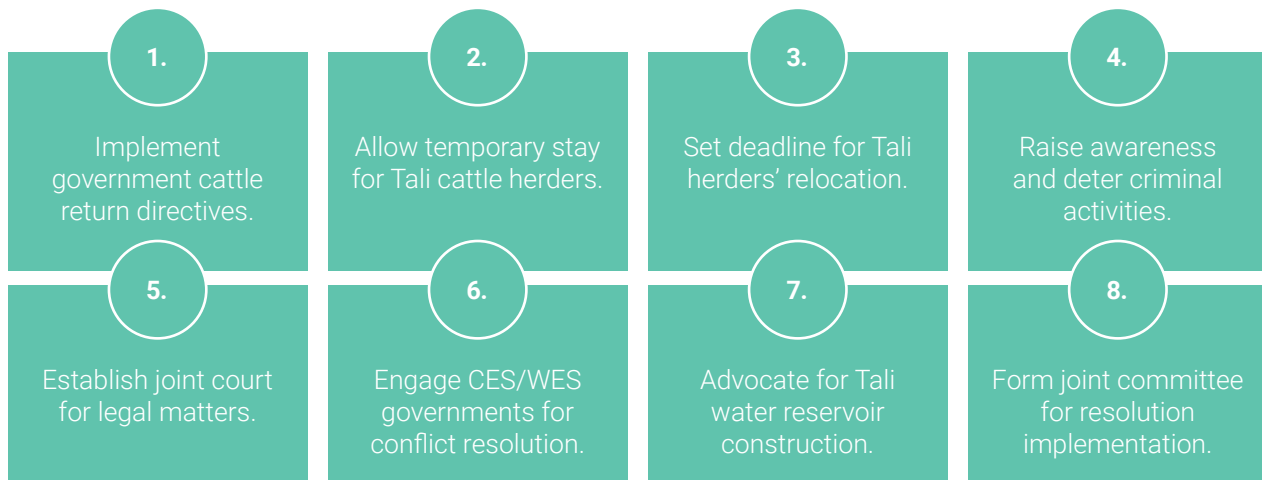 1.
Implement
government cattle
return directives.
2.
Allow temporary stay
for Tali cattle herders.
3.
Set deadline for Tali
herders’ relocation.
4.
Raise awareness
and deter criminal
activities.
5.
Establish joint court
for legal matters.
6.
Engage CES/WES
governments for
conflict resolution.
7.
Advocate for Tali
water reservoir
construction.
8.
Form joint committee
for resolution
implementation.